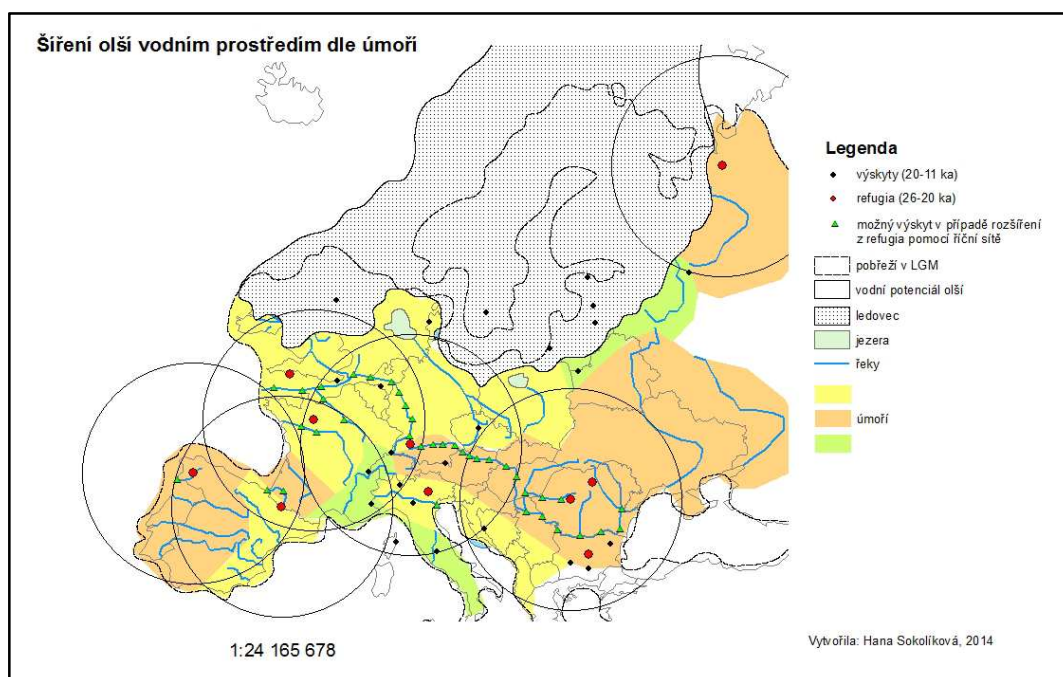 Šíření olší vodním prostředím dle úmoří
Legenda
výskyty (20-11 ka)
refugia (26-20 ka)
možný výskyt v případě rozšíření
z refugia pomocí říční sítě
pobřeží v LGM
vodní potenciál olší
ledovec
jezera
řeky
úmoří
1:24 165 678
Vytvořila: Hana Sokolíková, 2014